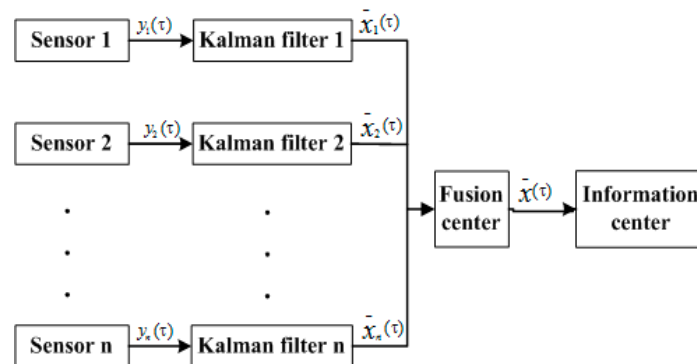 Sensor 1 y₁(τ) Kalman filter 1 x̄₁(τ)
Sensor 2 y₂(τ) Kalman filter 2 x̄₂(τ)
Fusion center x̄(τ) Information center
Sensor n yₙ(τ) Kalman filter n x̄ₙ(τ)